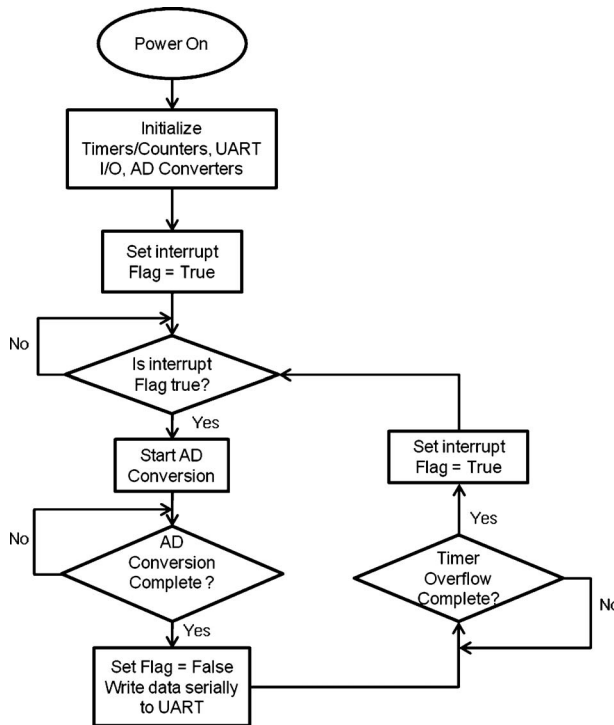 Power On
Initialize
Timers/Counters, UART
I/O, AD Converters
Set interrupt
Flag = True
No
Is interrupt
Flag true?
Yes
Start AD
Conversion
No
AD
Conversion
Complete ?
Yes
Set Flag = False
Write data serially
to UART
Set interrupt
Flag = True
Yes
Timer
Overflow
Complete?
No